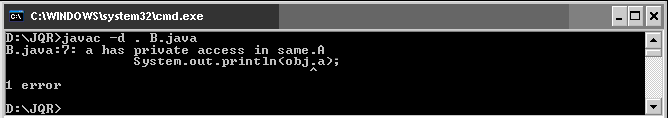 C:\WINDOWS\system32\cmd.exe
D:\JQR>javac -d . B.java
B.java:7: a has private access in same.A
System.out.println(obj.a);
^
1 error
D:\JQR>